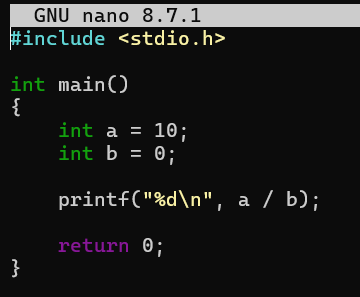 GNU nano 8.7.1
#include <stdio.h>

int main()
{
    int a = 10;
    int b = 0;

    printf("%d\n", a / b);

    return 0;
}